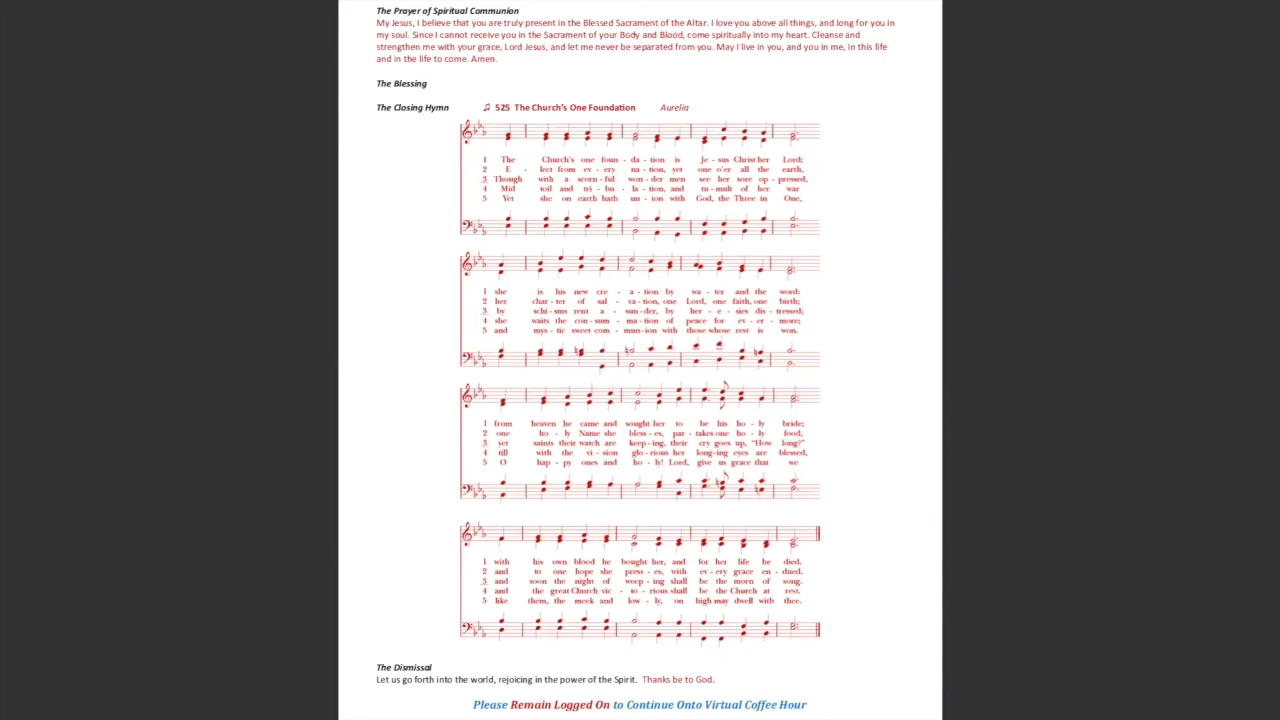 The Prayer of Spiritual Communion
My Jesus, I believe that you are truly present in the Blessed Sacrament of the Altar. I love you above all things, and long for you in
my soul. Since I cannot receive you in the Sacrament of your Body and Blood, come spiritually into my heart. Cleanse and
strengthen me with your grace, Lord Jesus, and let me never be separated from you. May I live in you, and you in me, in this life
and in the life to come. Amen.
The Blessing
The Closing Hymn ♫ 525 The Church's One Foundation Aurelia
1 The Church's one foun - da - tion is Je - sus Christ her Lord;
2 E - lect from ev - ery na - tion, yet one o'er all the earth,
3 Though with a scorn - ful won - der men see her sore op - pressed,
4 Mid toil and tri - bu - la - tion, and tu - mult of her war
5 Yet she on earth hath un - ion with God, the Three in One,
1 she is his new cre - a - tion by wa - ter and the word:
2 her char - ter of sal - va - tion, one Lord, one faith, one birth;
3 by schi - sms rent a - sun - der, by her - e - sies dis - tressed;
4 she waits the con - sum - ma - tion of peace for ev - er - more;
5 and mys - tic sweet com - mun - ion with those whose rest is won.
1 from heaven he came and sought her to be his ho - ly bride;
2 one ho - ly Name she bless - es, par - takes one ho - ly food,
3 yet saints their watch are keep - ing, their cry goes up, "How long?"
4 till with the vi - sion glo - rious her long - ing eyes are blessed,
5 O hap - py ones and ho - ly! Lord, give us grace that we
1 with his own blood he bought her, and for her life he died.
2 and to one hope she press - es, with ev - ery grace en - dued.
3 and soon the night of weep - ing shall be the morn of song.
4 and the great Church vic - to - rious shall be the Church at rest.
5 like them, the meek and low - ly, on high may dwell with thee.
The Dismissal
Let us go forth into the world, rejoicing in the power of the Spirit. Thanks be to God.
Please Remain Logged On to Continue Onto Virtual Coffee Hour